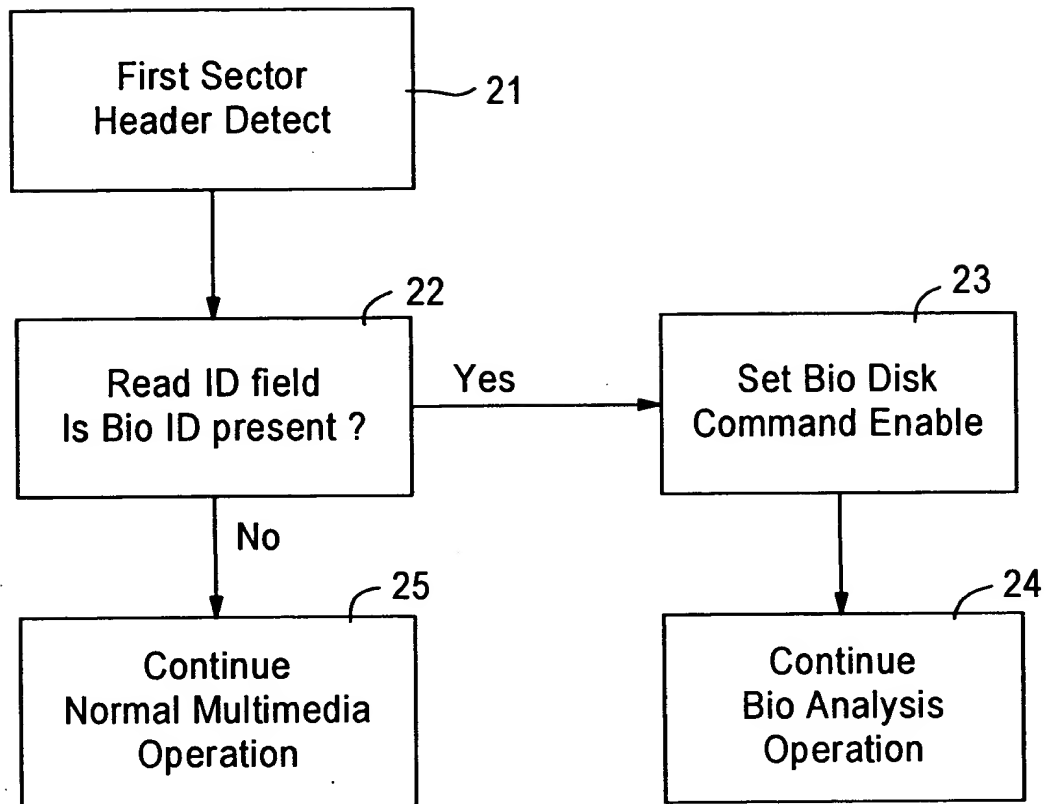 First Sector
Header Detect
21
22
Read ID field
Is Bio ID present ?
Yes
23
Set Bio Disk
Command Enable
No
25
Continue
Normal Multimedia
Operation
24
Continue
Bio Analysis
Operation